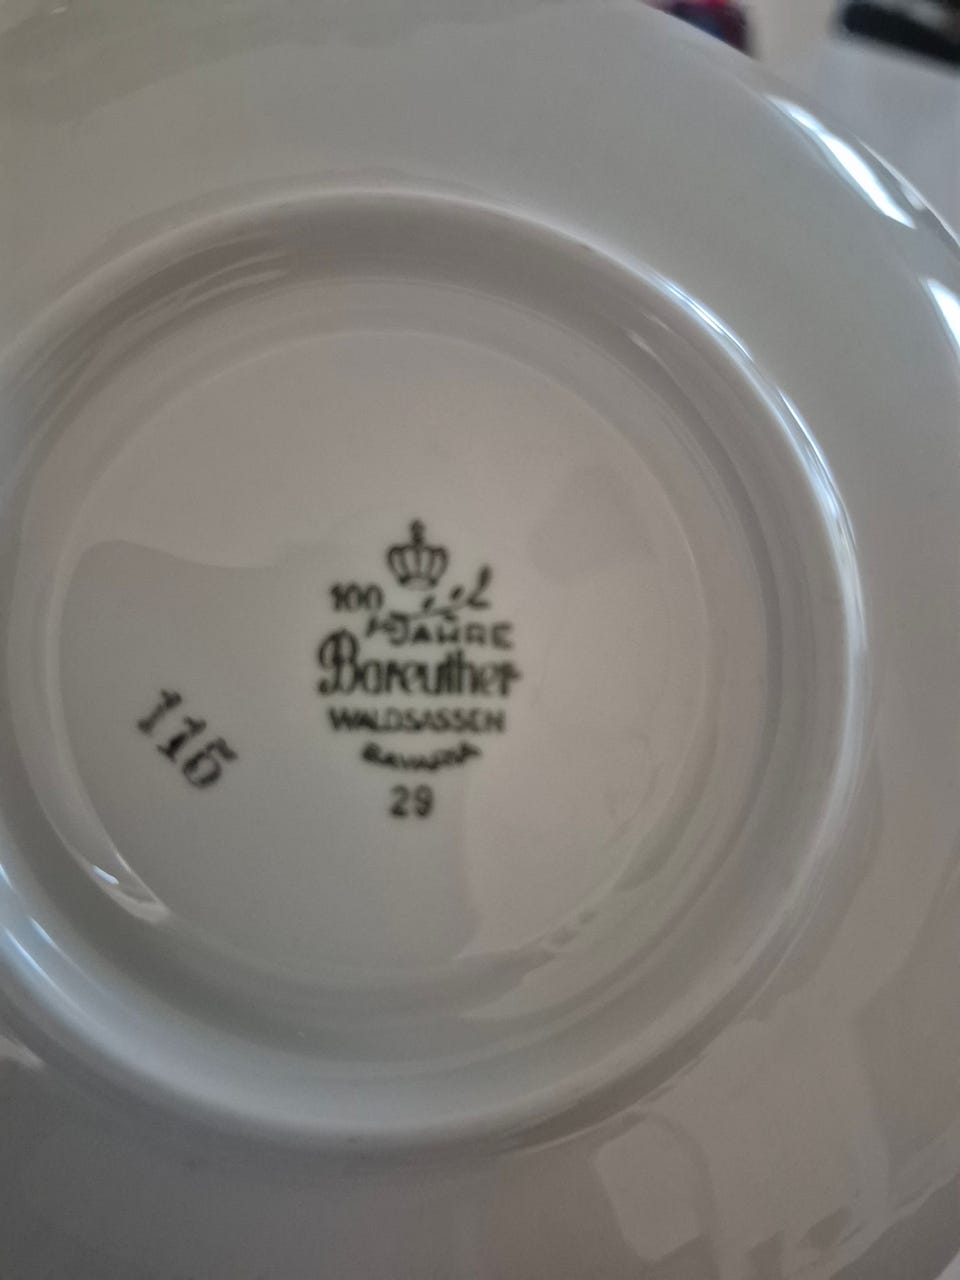 100
JAHRE
Bareuther
WALDSASSEN
BAVARIA
29
115